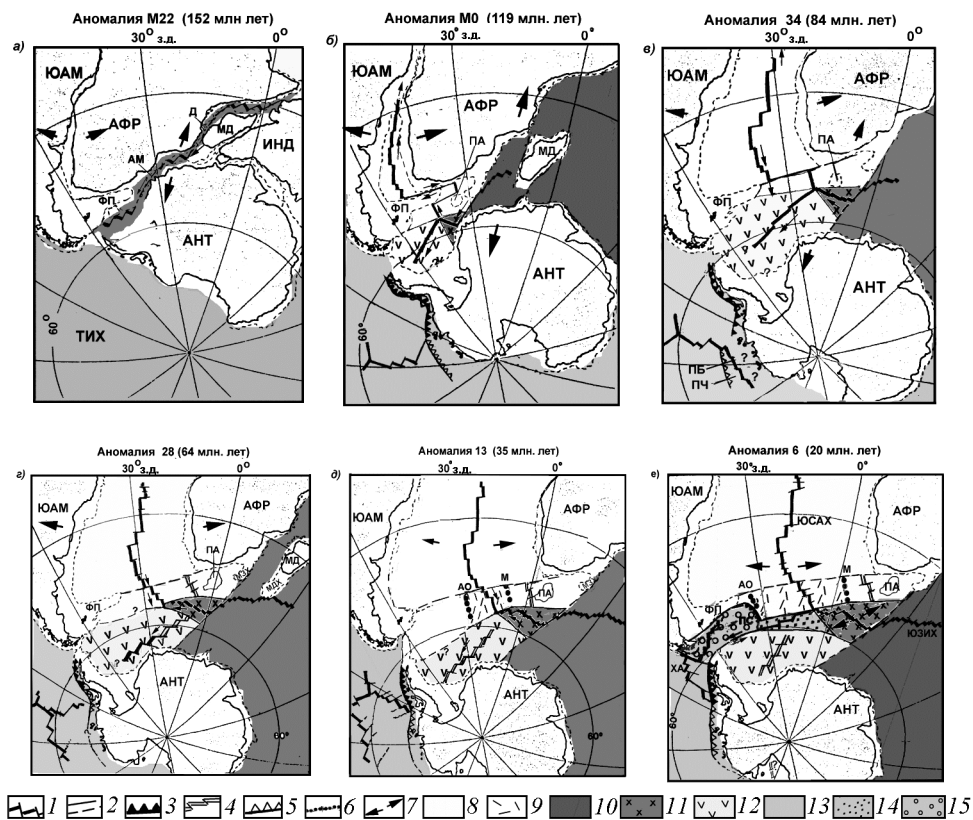 Аномалия М22 (152 млн лет)
30° з.д.
0°
а)
ЮАМ
АФР
Д
МД
ИНД
АМ
ФП
АНТ
60°
ТИХ
Аномалия М0 (119 млн. лет)
30° з.д.
0°
б)
ЮАМ
АФР
ПА
МД
ФП
АНТ
60°
Аномалия 34 (84 млн. лет)
30° з.д.
0°
в)
ЮАМ
АФР
ПА
ФП
?
АНТ
ПБ
ПЧ
?
?
60°
Аномалия 28 (64 млн. лет)
30° з.д.
0°
г)
ЮАМ
АФР
ПА
МД
МДХ
ФП
?
?
АНТ
60°
Аномалия 13 (35 млн. лет)
30° з.д.
0°
д)
ЮАМ
АФР
АО
М
ПА
?
АНТ
60°
Аномалия 6 (20 млн. лет)
30° з.д.
0°
е)
ЮАМ
АФР
ЮСАХ
АО
М
ПА
ФП
ЮЗИХ
ХА
АНТ
60°
1 2 3 4 5 6 7 8 9 10 11 12 13 14 15